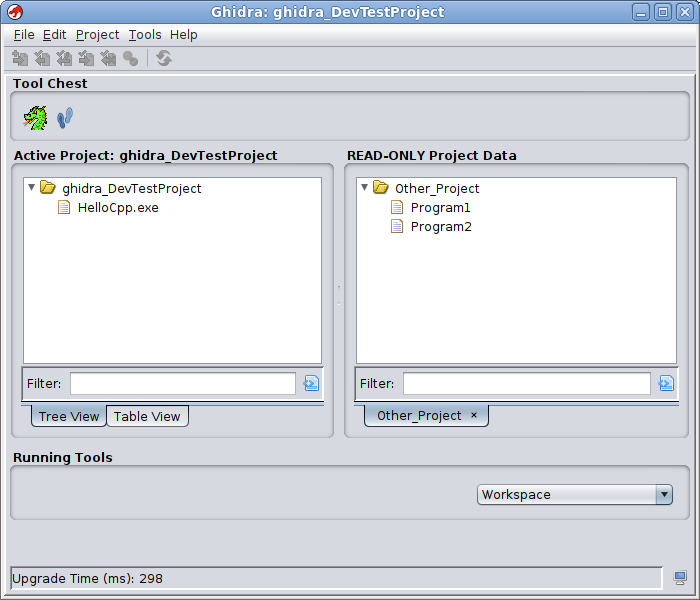 Ghidra: ghidra_DevTestProject
File Edit Project Tools Help
Tool Chest
Active Project: ghidra_DevTestProject
ghidra_DevTestProject
HelloCpp.exe
Filter:
Tree View Table View
READ-ONLY Project Data
Other_Project
Program1
Program2
Filter:
Other_Project ×
Running Tools
Workspace
Upgrade Time (ms): 298